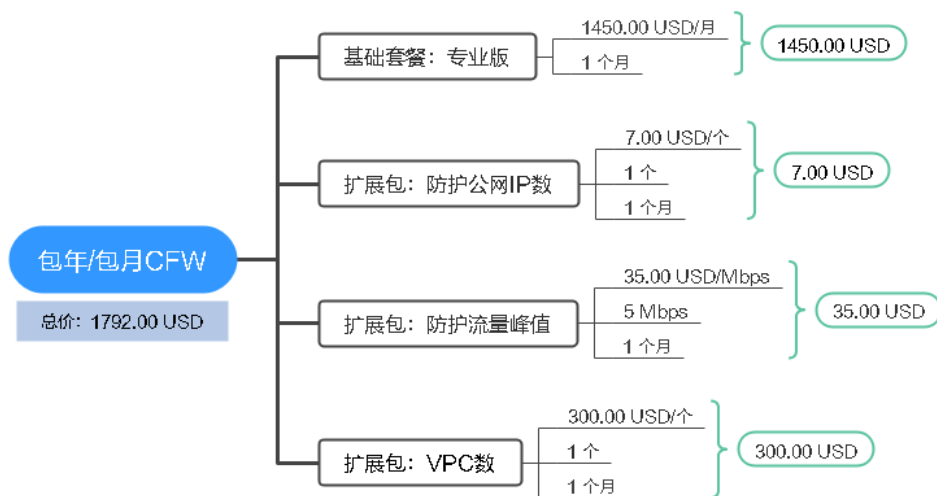 包年/包月CFW
总价：1792.00 USD
基础套餐：专业版
1450.00 USD/月
1 个月
1450.00 USD
扩展包：防护公网IP数
7.00 USD/个
1 个
1 个月
7.00 USD
扩展包：防护流量峰值
35.00 USD/Mbps
5 Mbps
1 个月
35.00 USD
扩展包：VPC数
300.00 USD/个
1 个
1 个月
300.00 USD